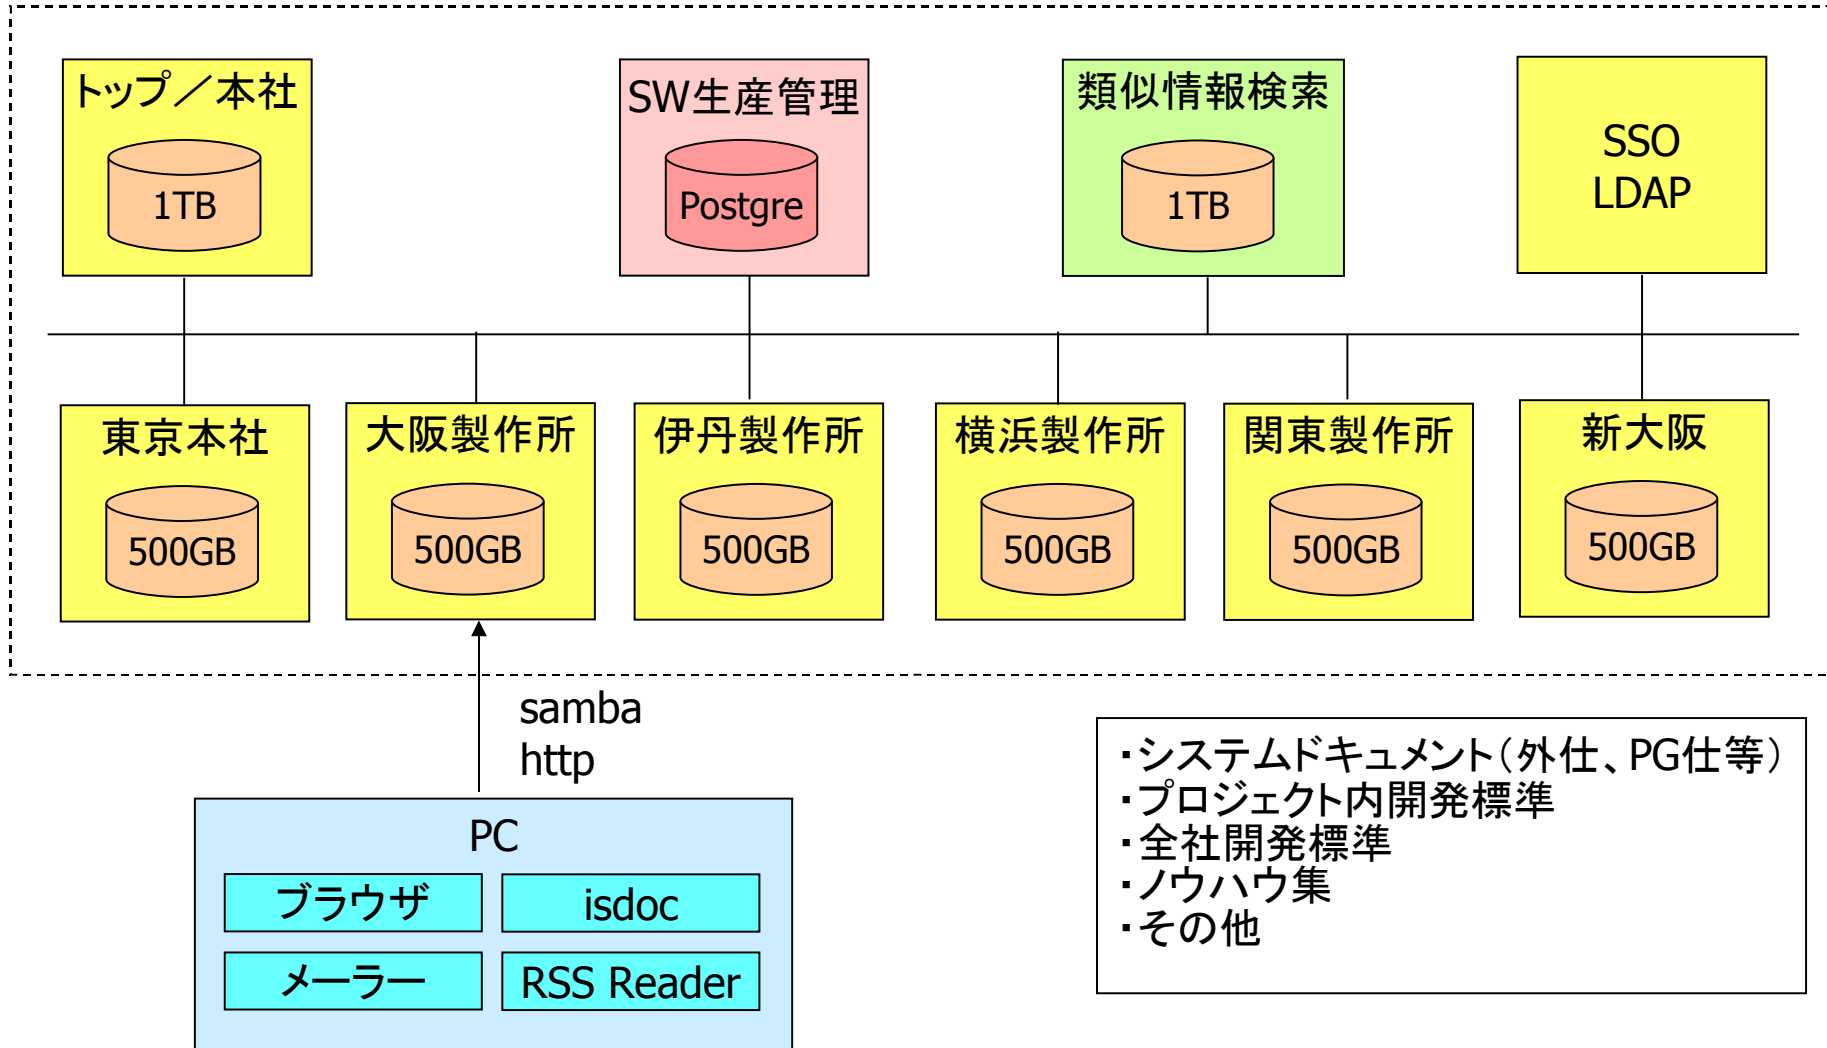 トップ／本社
1TB
SW生産管理
Postgre
類似情報検索
1TB
SSO
LDAP
東京本社
500GB
大阪製作所
500GB
伊丹製作所
500GB
横浜製作所
500GB
関東製作所
500GB
新大阪
500GB
samba
http
PC
ブラウザ
isdoc
メーラー
RSS Reader
・システムドキュメント（外仕、PG仕等）
・プロジェクト内開発標準
・全社開発標準
・ノウハウ集
・その他